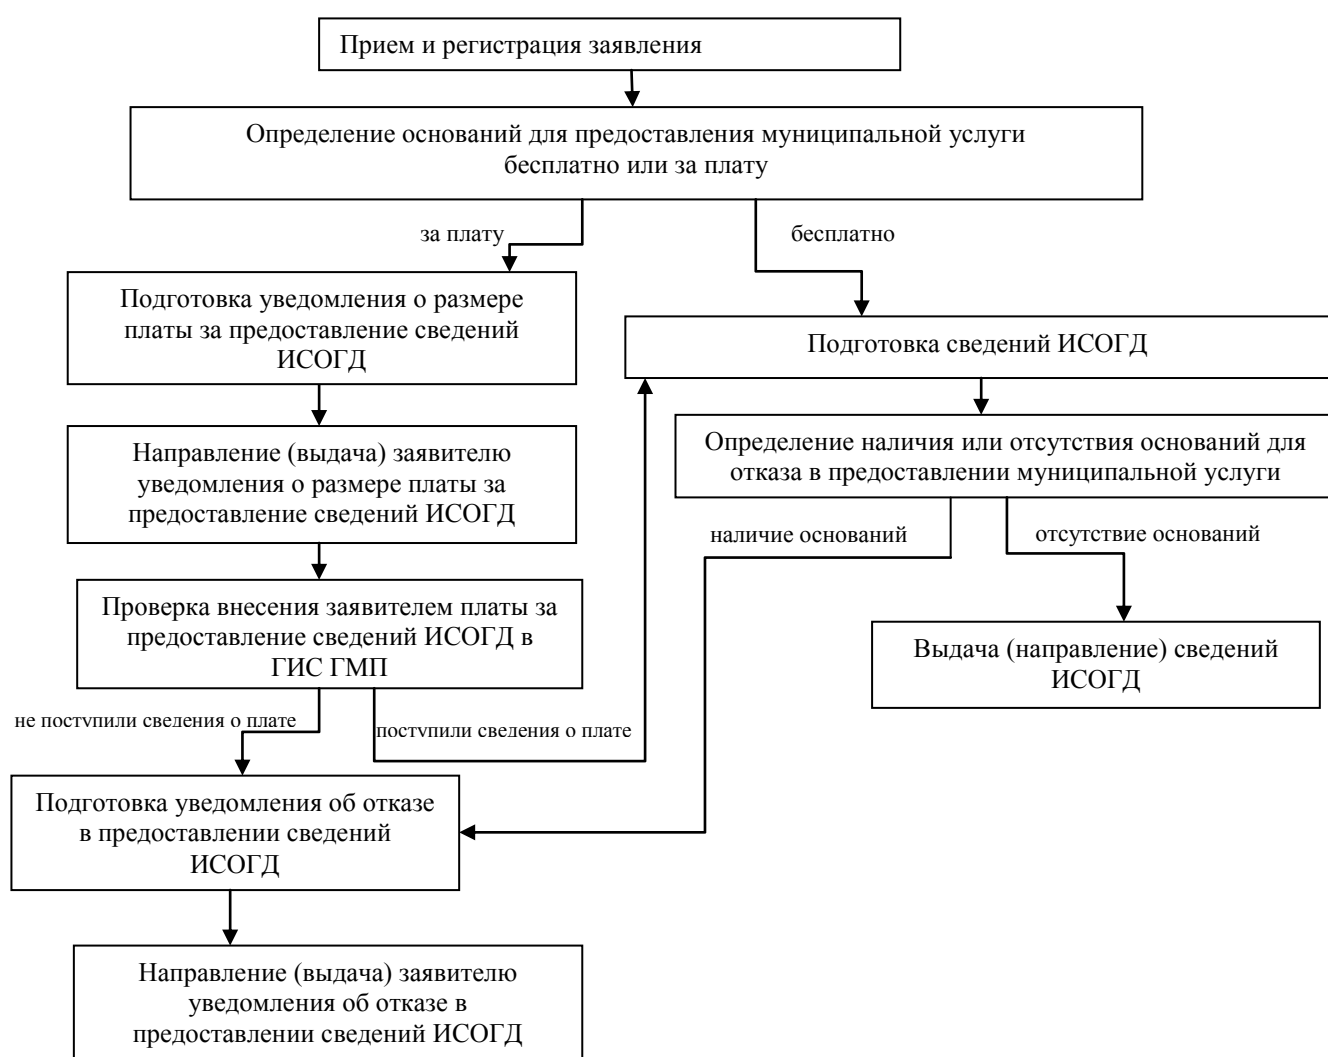 Прием и регистрация заявления
Определение оснований для предоставления муниципальной услуги
бесплатно или за плату
за плату
бесплатно
Подготовка уведомления о размере
платы за предоставление сведений
ИСОГД
Подготовка сведений ИСОГД
Направление (выдача) заявителю
уведомления о размере платы за
предоставление сведений ИСОГД
Определение наличия или отсутствия оснований для
отказа в предоставлении муниципальной услуги
наличие оснований
отсутствие оснований
Проверка внесения заявителем платы за
предоставление сведений ИСОГД в
ГИС ГМП
Выдача (направление) сведений
ИСОГД
не поступили сведения о плате
поступили сведения о плате
Подготовка уведомления об отказе
в предоставлении сведений
ИСОГД
Направление (выдача) заявителю
уведомления об отказе в
предоставлении сведений ИСОГД